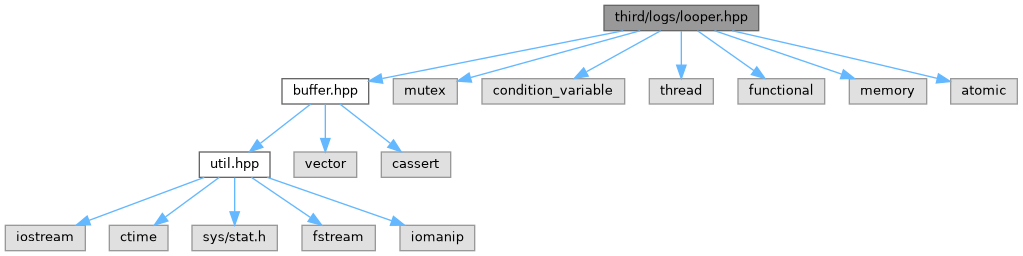 third/logs/looper.hpp
buffer.hpp
mutex
condition_variable
thread
functional
memory
atomic
util.hpp
vector
cassert
iostream
ctime
sys/stat.h
fstream
iomanip